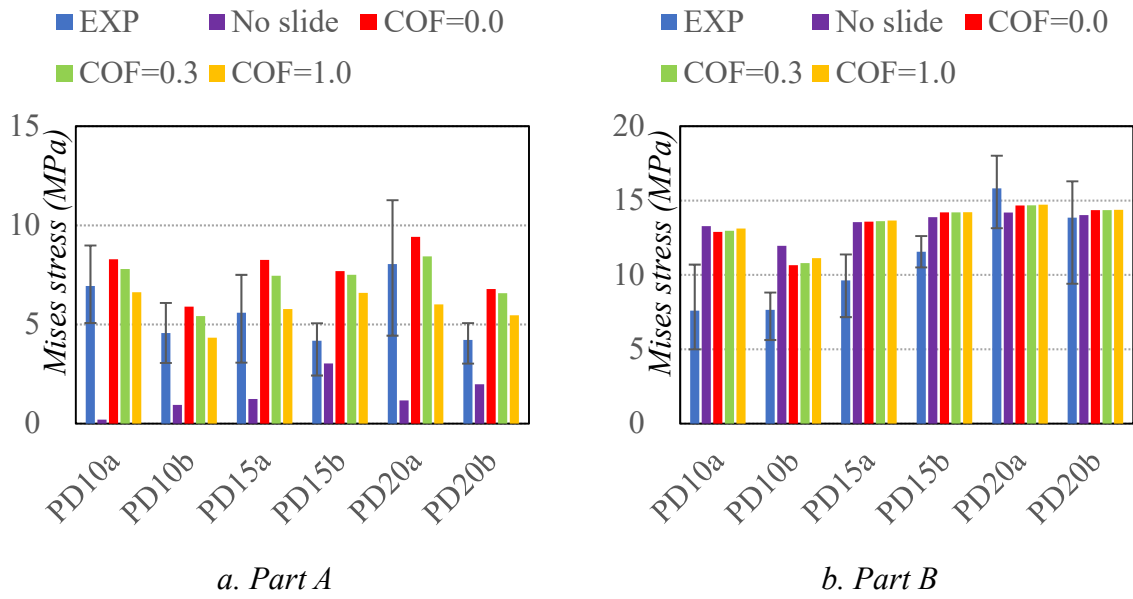 EXP No slide COF=0.0
COF=0.3 COF=1.0
Mises stress (MPa)
15
10
5
0
PD10a PD10b PD15a PD15b PD20a PD20b
a. Part A
EXP No slide COF=0.0
COF=0.3 COF=1.0
Mises stress (MPa)
20
15
10
5
0
PD10a PD10b PD15a PD15b PD20a PD20b
b. Part B